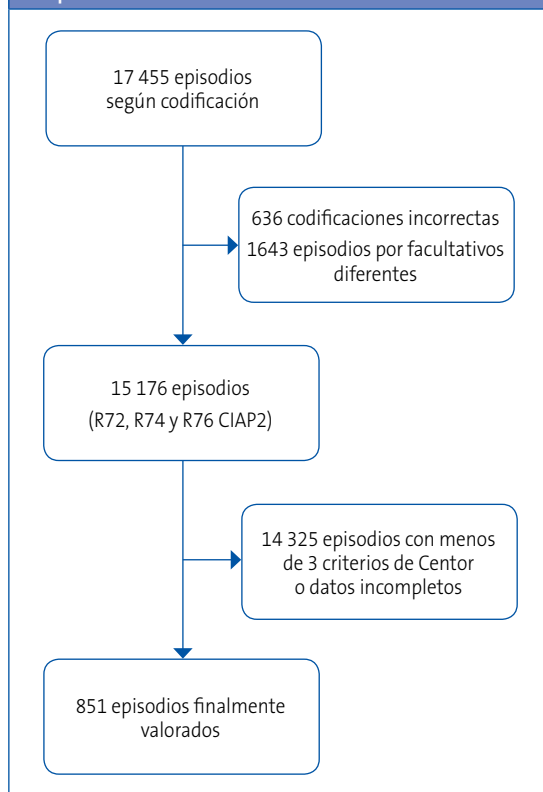 17 455 episodios
según codificación
636 codificaciones incorrectas
1643 episodios por facultativos
diferentes
15 176 episodios
(R72, R74 y R76 CIAP2)
14 325 episodios con menos
de 3 criterios de Centor
o datos incompletos
851 episodios finalmente
valorados